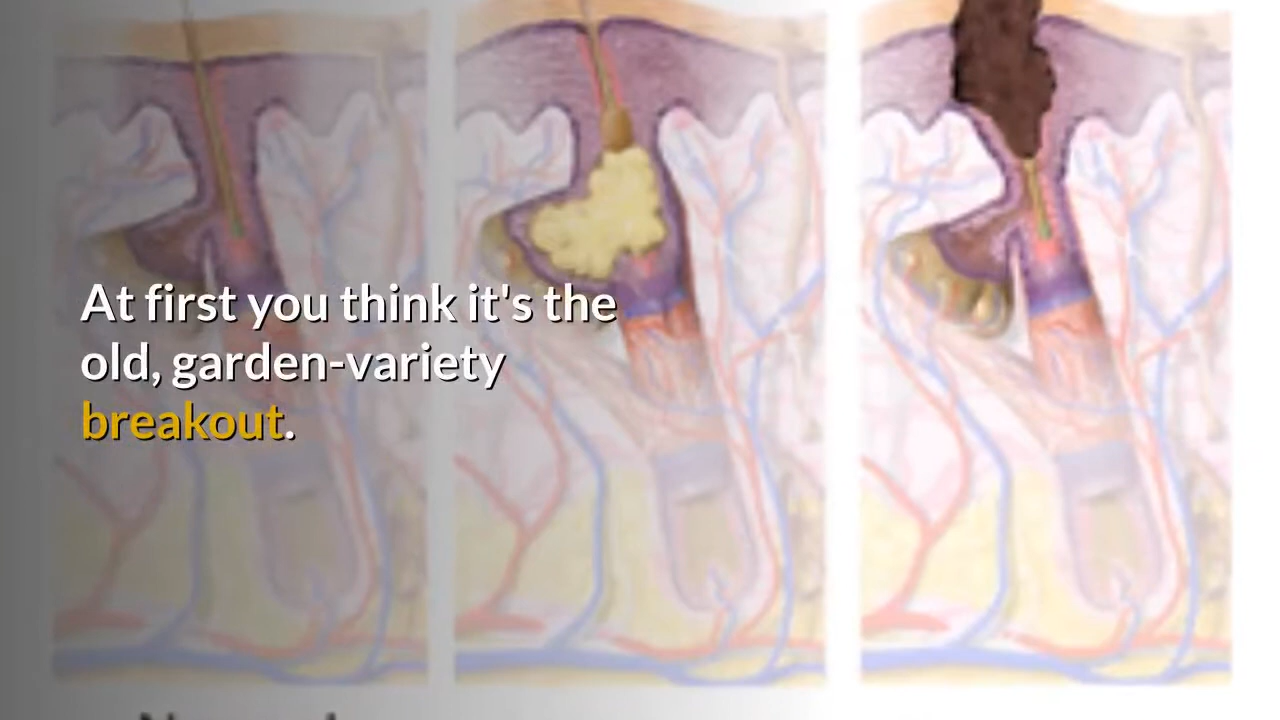 At first you think it's the
old, garden-variety
breakout.